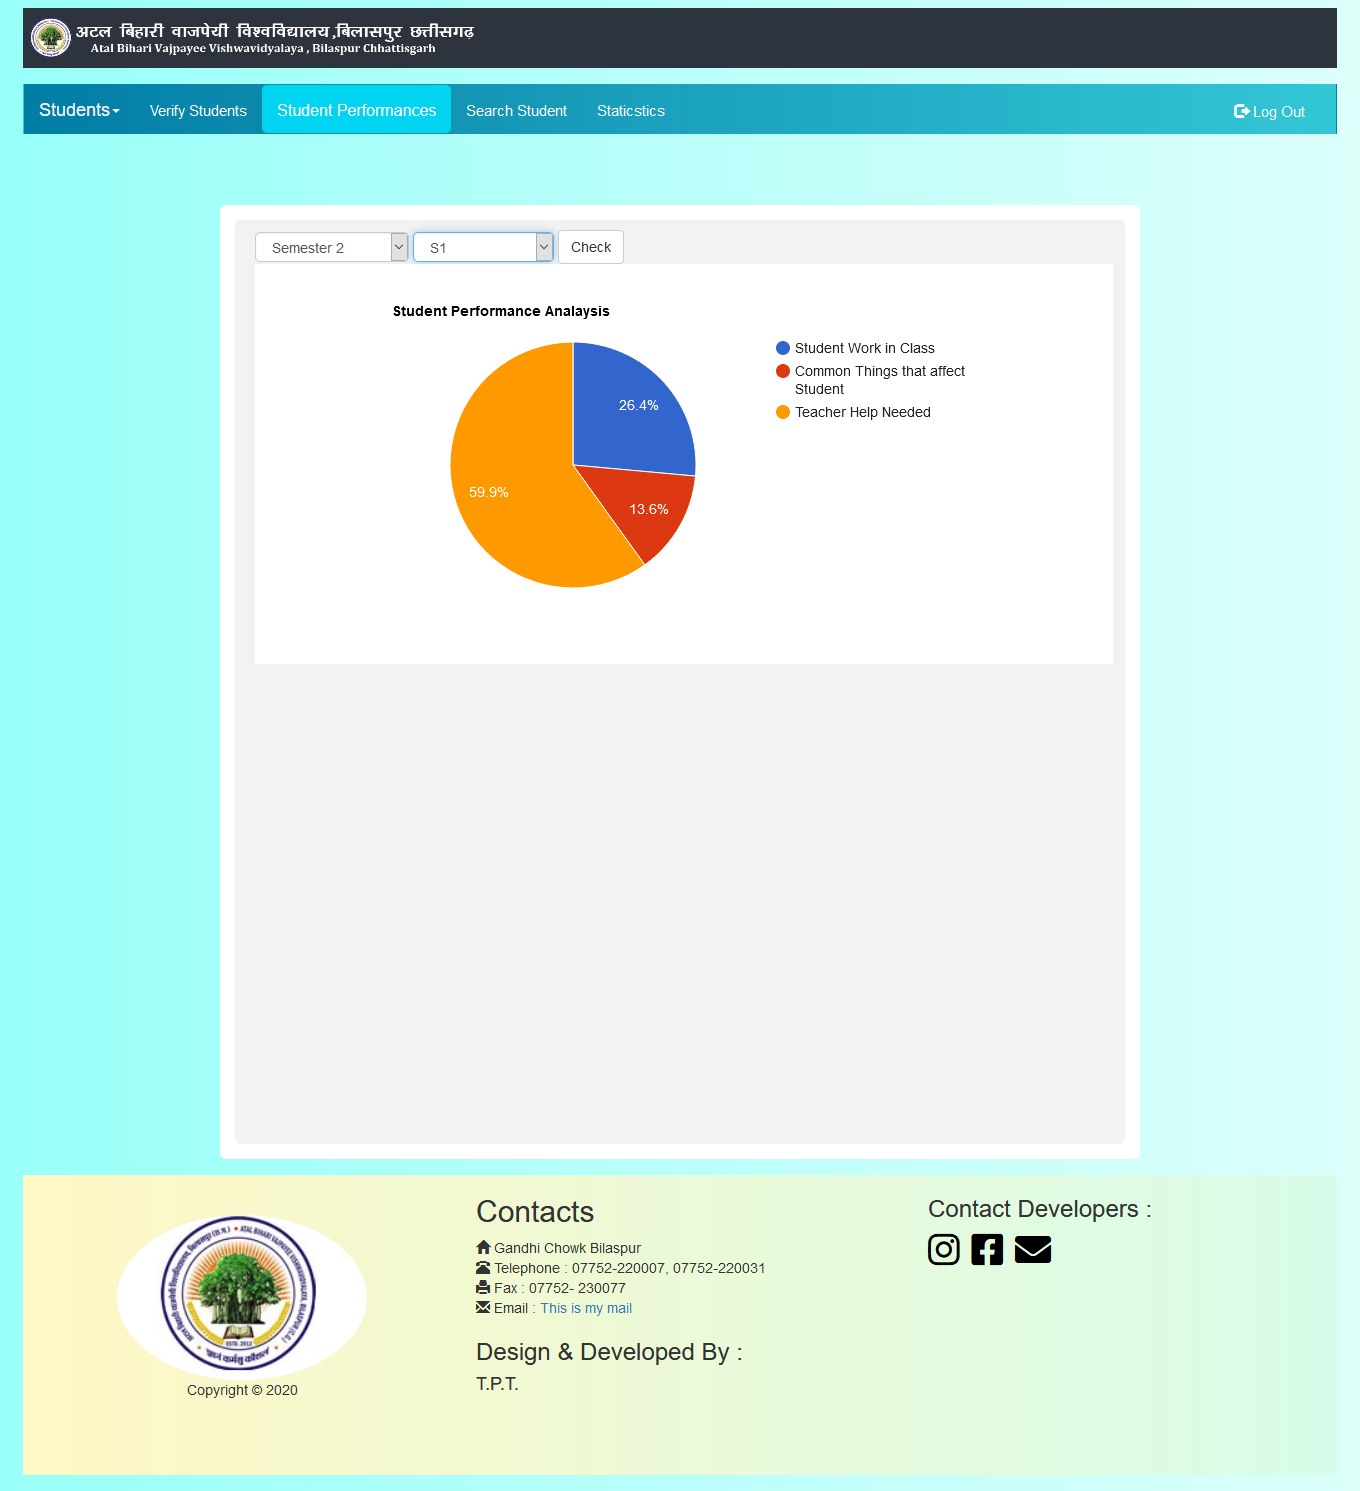 अटल बिहारी वाजपेयी विश्वविद्यालय ,बिलासपुर छत्तीसगढ़
Atal Bihari Vajpayee Vishwavidyalaya , Bilaspur Chhattisgarh
Students Verify Students Student Performances Search Student Staticstics Log Out
Semester 2 S1 Check
Student Performance Analaysis
Student Work in Class
Common Things that affect
Student
Teacher Help Needed
26.4%
59.9%
13.6%
Copyright © 2020
Contacts
Gandhi Chowk Bilaspur
Telephone : 07752-220007, 07752-220031
Fax : 07752- 230077
Email : This is my mail
Design & Developed By :
T.P.T.
Contact Developers :